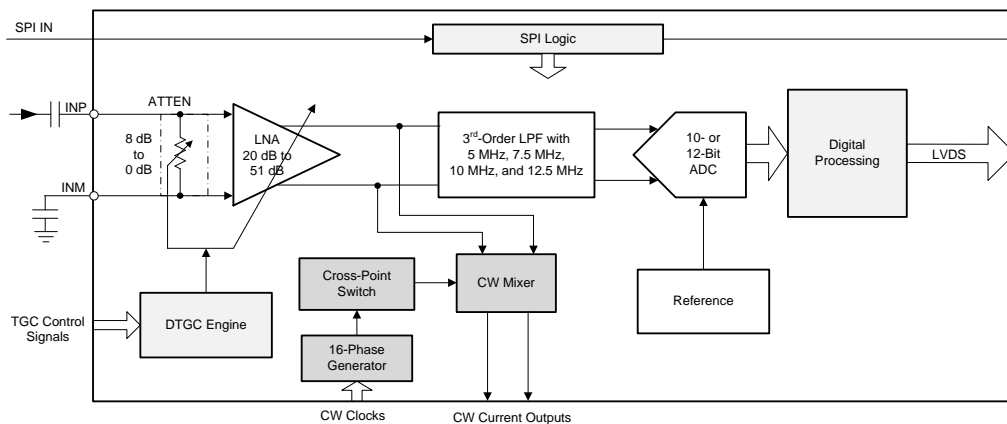 SPI IN
SPI Logic
INP
ATTEN
8 dB
to
0 dB
LNA
20 dB to
51 dB
3rd-Order LPF with
5 MHz, 7.5 MHz,
10 MHz, and 12.5 MHz
10- or
12-Bit
ADC
Digital
Processing
LVDS
INM
Cross-Point
Switch
CW Mixer
Reference
TGC Control
Signals
DTGC Engine
16-Phase
Generator
CW Clocks
CW Current Outputs